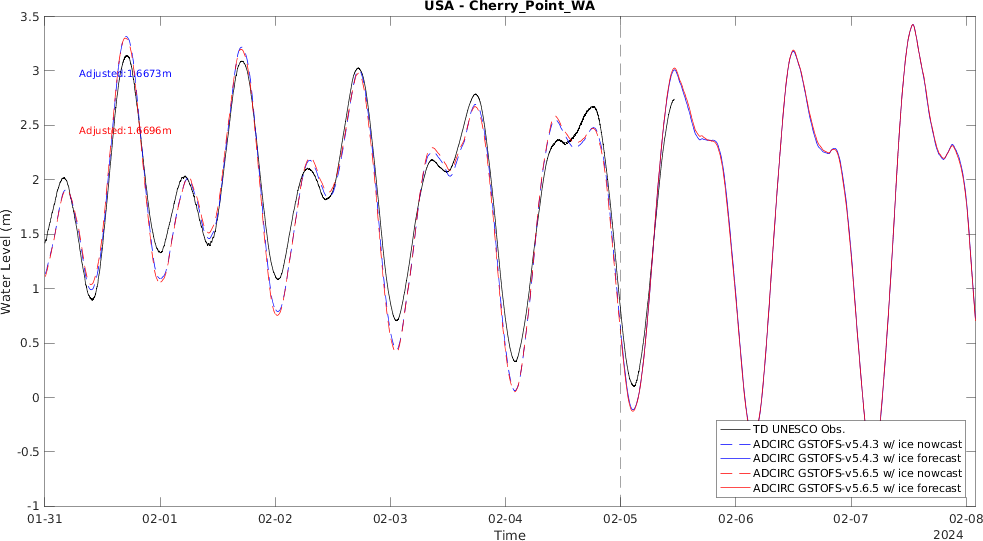 USA - Cherry_Point_WA
3.5
3
2.5
2
1.5
1
0.5
0
-0.5
-1
Water Level (m)
Adjusted:1.6673m
Adjusted:1.6696m
TD UNESCO Obs.
ADCIRC GSTOFS-v5.4.3 w/ ice nowcast
ADCIRC GSTOFS-v5.4.3 w/ ice forecast
ADCIRC GSTOFS-v5.6.5 w/ ice nowcast
ADCIRC GSTOFS-v5.6.5 w/ ice forecast
01-31 02-01 02-02 02-03 02-04 02-05 02-06 02-07 02-08
Time
2024